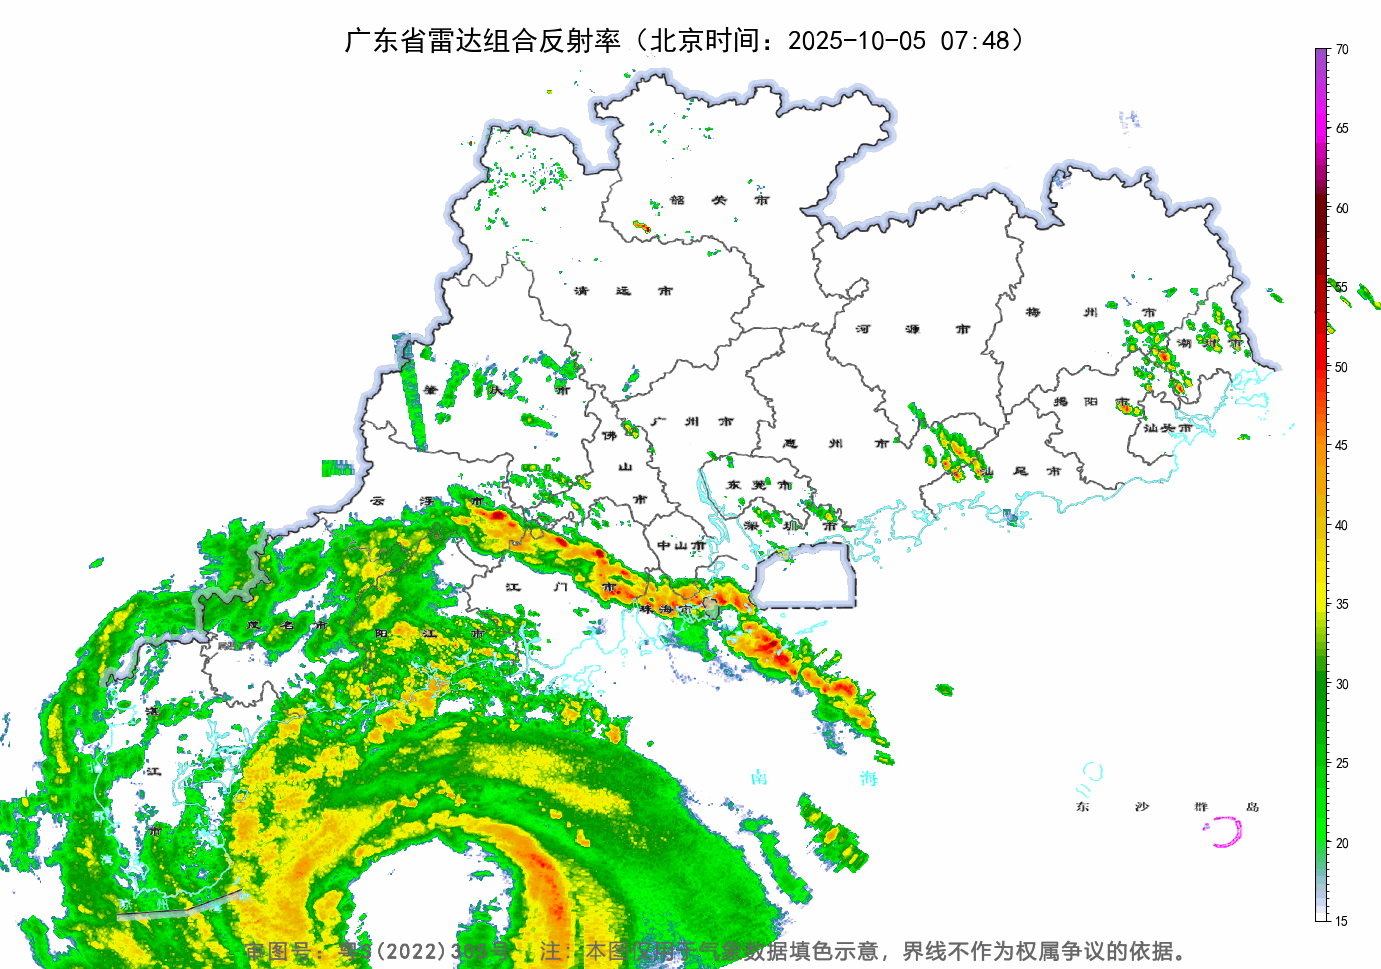 广东省雷达组合反射率（北京时间：2025-10-05 07:48）
70
65
60
55
50
45
40
35
30
25
20
15
韶 关 市
清 远 市
河 源 市
梅 州 市
潮 州 市
肇 庆 市
揭 阳 市
汕头市
广 州 市
佛山市
惠 州 市
汕 尾 市
东 莞 市
云 浮 市
深 圳 市
中山市
江 门 市
珠海市
茂 名 市
阳 江 市
湛江市
南 海
东 沙 群 岛
琼 州
审图号：粤S(2022)305号 注：本图仅用于气象数据填色示意，界线不作为权属争议的依据。